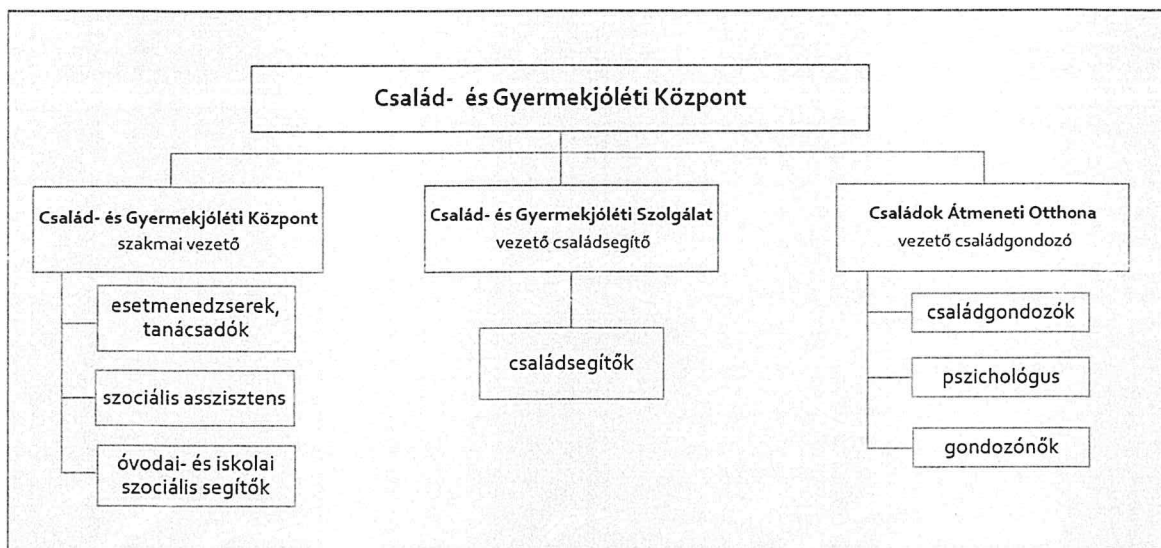 Család- és Gyermekjóléti Központ
Család- és Gyermekjóléti Központ
szakmai vezető
esetmenedzserek,
tanácsadók
szociális asszisztens
óvodai- és iskolai
szociális segítők
Család- és Gyermekjóléti Szolgálat
vezető családsegítő
családsegítők
Családok Átmeneti Otthona
vezető családgondozó
családgondozók
pszichológus
gondozónők